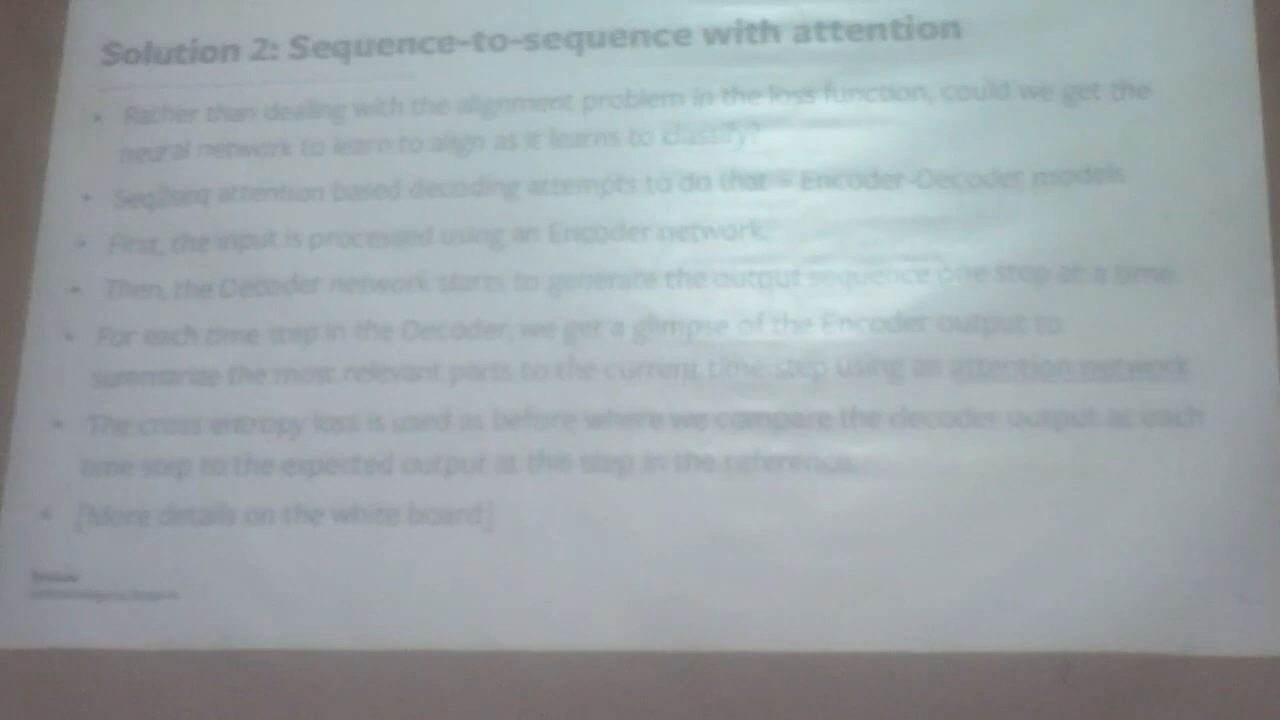 Solution 2: Sequence-to-sequence with attention
• Rather than dealing with the alignment problem in the loss function, could we get the
neural network to learn to align as it learns to classify?
• Seq2seq attention based decoding attempts to do that = Encoder-Decoder models
• First, the input is processed using an Encoder network.
• Then, the Decoder network starts to generate the output sequence one step at a time
• For each time step in the Decoder, we get a glimpse of the Encoder output to
summarize the most relevant parts to the current time step using an attention network
• The cross entropy loss is used as before where we compare the decoder output at each
time step to the expected output at this step in the reference.
• [More details on the white board]